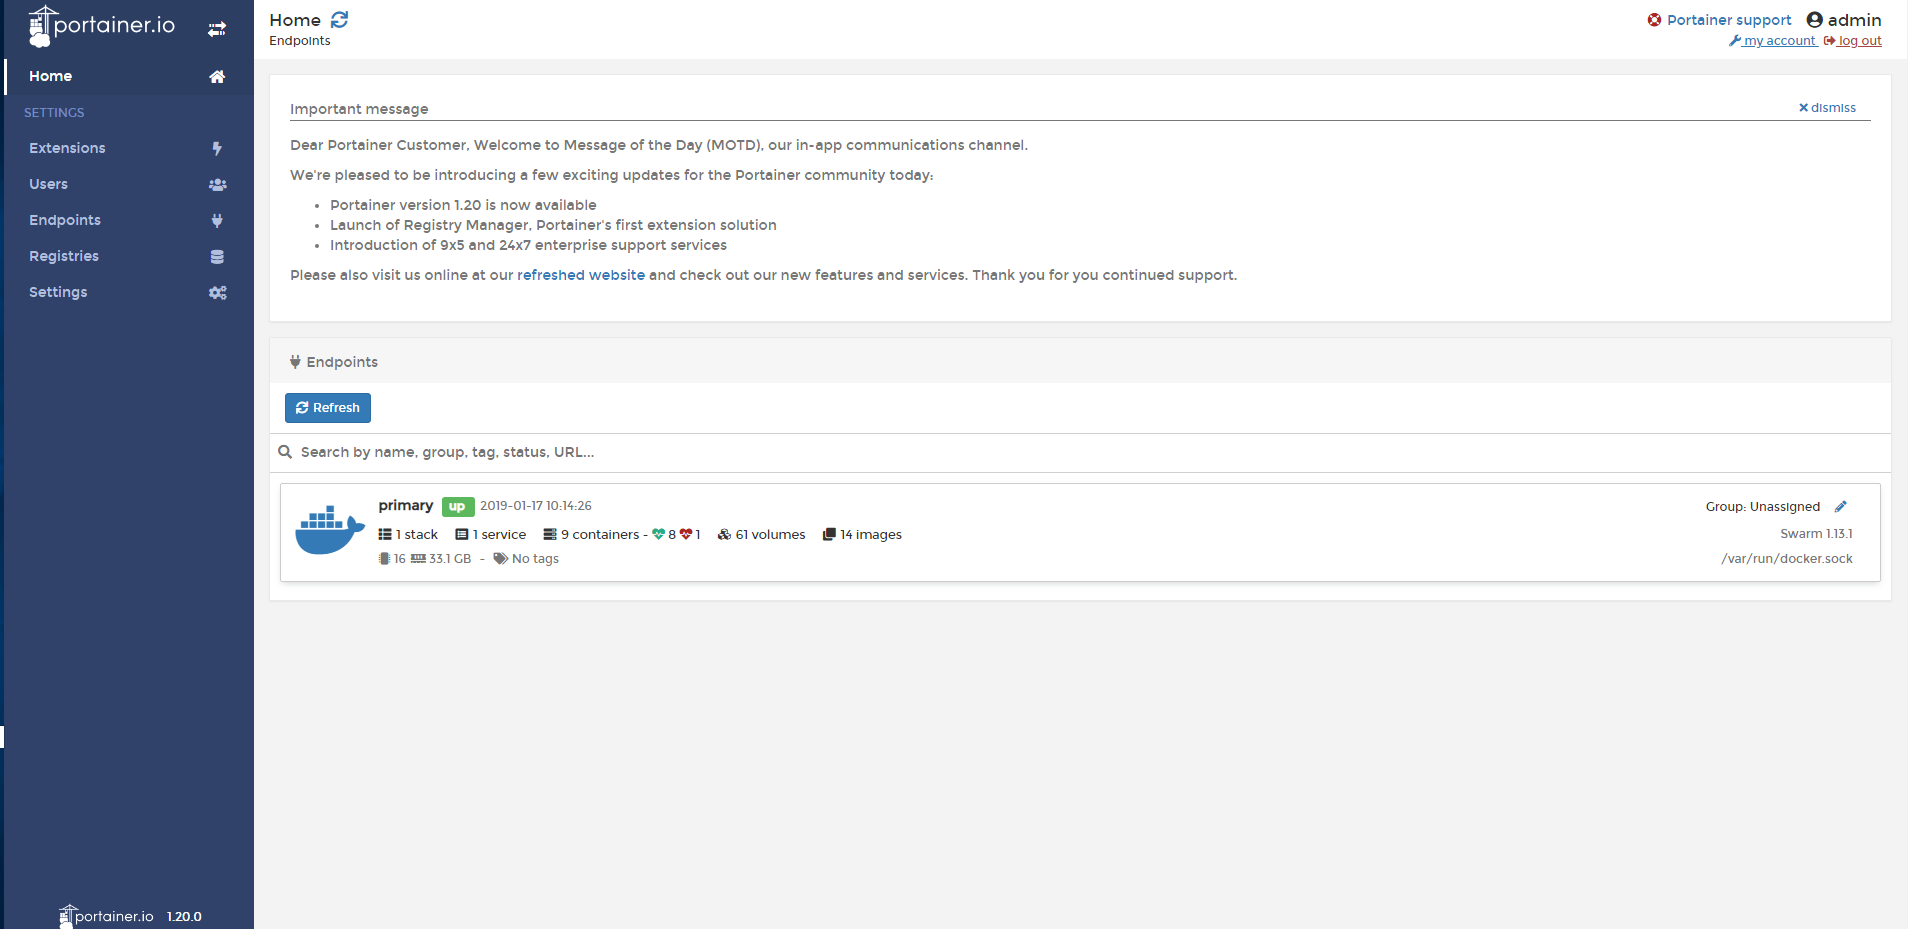 portainer.io
Home
SETTINGS
Extensions
Users
Endpoints
Registries
Settings
portainer.io 1.20.0
Home
Endpoints
Portainer support admin
my account log out
Important message
dismiss
Dear Portainer Customer, Welcome to Message of the Day (MOTD), our in-app communications channel.
We're pleased to be introducing a few exciting updates for the Portainer community today:
• Portainer version 1.20 is now available
• Launch of Registry Manager, Portainer's first extension solution
• Introduction of 9x5 and 24x7 enterprise support services
Please also visit us online at our refreshed website and check out our new features and services. Thank you for you continued support.
Endpoints
Refresh
Search by name, group, tag, status, URL...
primary up 2019-01-17 10:14:26
Group: Unassigned
1 stack 1 service 9 containers - 8 1 61 volumes 14 images
Swarm 1.13.1
16 33.1 GB - No tags
/var/run/docker.sock